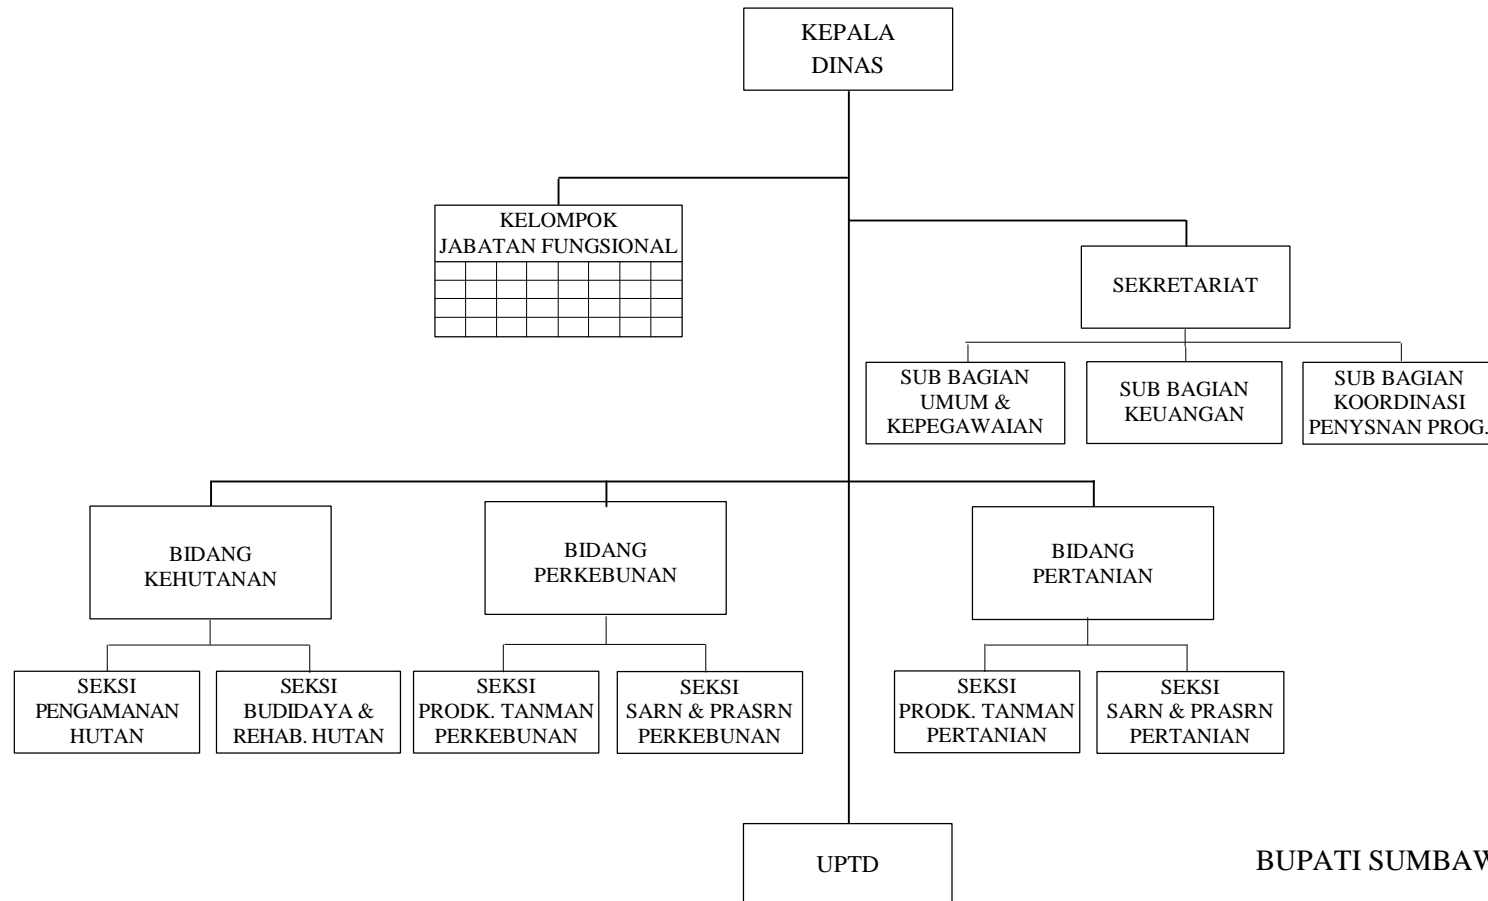 KEPALA
DINAS
KELOMPOK
JABATAN FUNGSIONAL
SEKRETARIAT
SUB BAGIAN
UMUM &
KEPEGAWAIAN
SUB BAGIAN
KEUANGAN
SUB BAGIAN
KOORDINASI
PENYSNAN PROG.
BIDANG
KEHUTANAN
BIDANG
PERKEBUNAN
BIDANG
PERTANIAN
SEKSI
PENGAMANAN
HUTAN
SEKSI
BUDIDAYA &
REHAB. HUTAN
SEKSI
PRODK. TANMAN
PERKEBUNAN
SEKSI
SARN & PRASRN
PERKEBUNAN
SEKSI
PRODK. TANMAN
PERTANIAN
SEKSI
SARN & PRASRN
PERTANIAN
UPTD
BUPATI SUMBAW